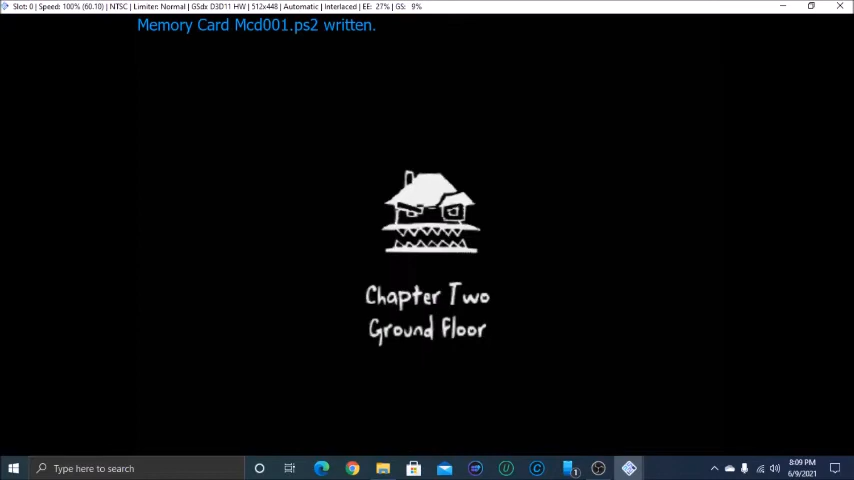 Slot: 0 | Speed: 100% (60.10) | NTSC | Limiter: Normal | GSdx D3D11 HW | 512x448 | Automatic | Interlaced | EE: 27% | GS: 9%
Memory Card Mcd001.ps2 written.
Chapter Two
Ground Floor
Type here to search
1
8:09 PM
6/9/2021